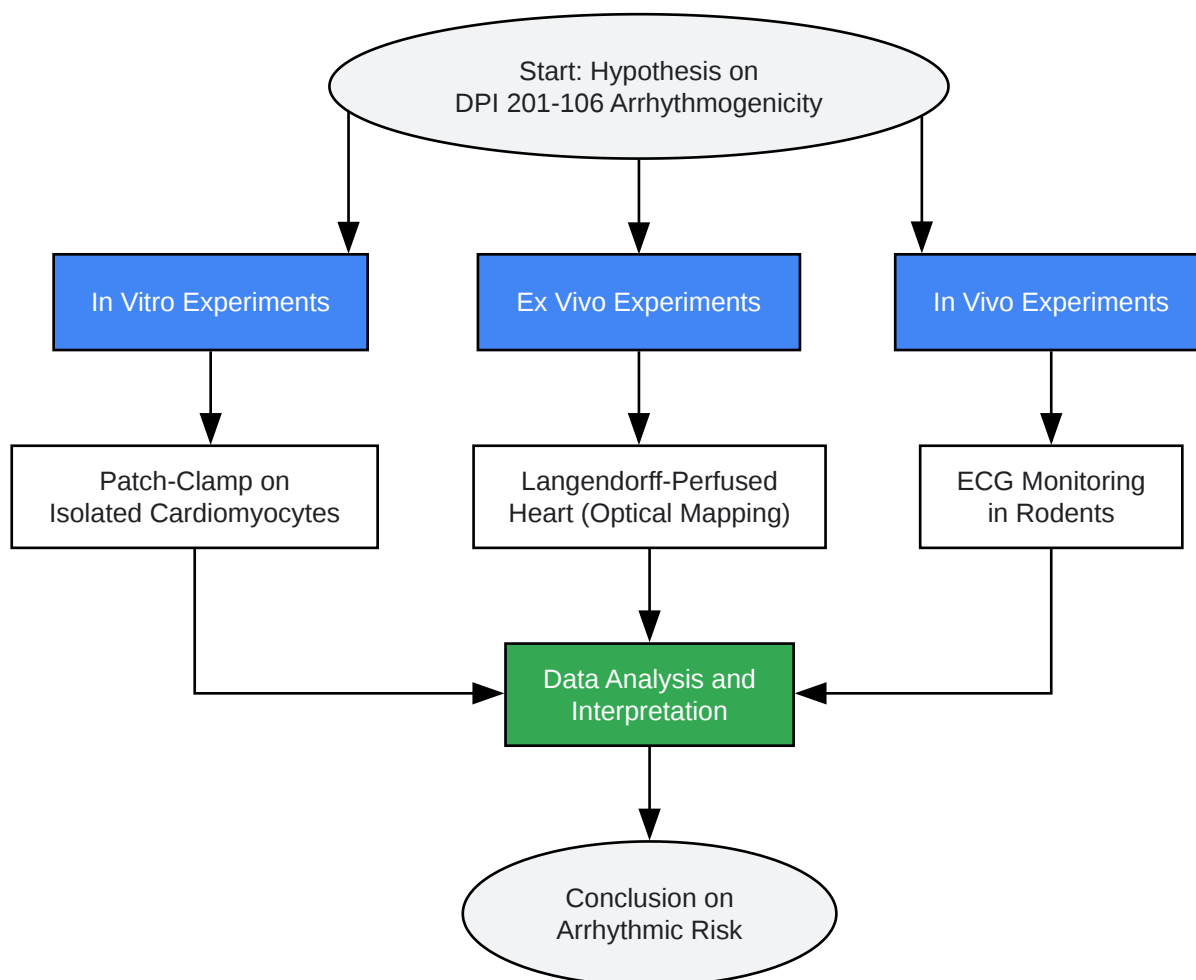 Start: Hypothesis on
DPI 201-106 Arrhythmogenicity
In Vitro Experiments
Ex Vivo Experiments
In Vivo Experiments
Patch-Clamp on
Isolated Cardiomyocytes
Langendorff-Perfused
Heart (Optical Mapping)
ECG Monitoring
in Rodents
Data Analysis and
Interpretation
Conclusion on
Arrhythmic Risk